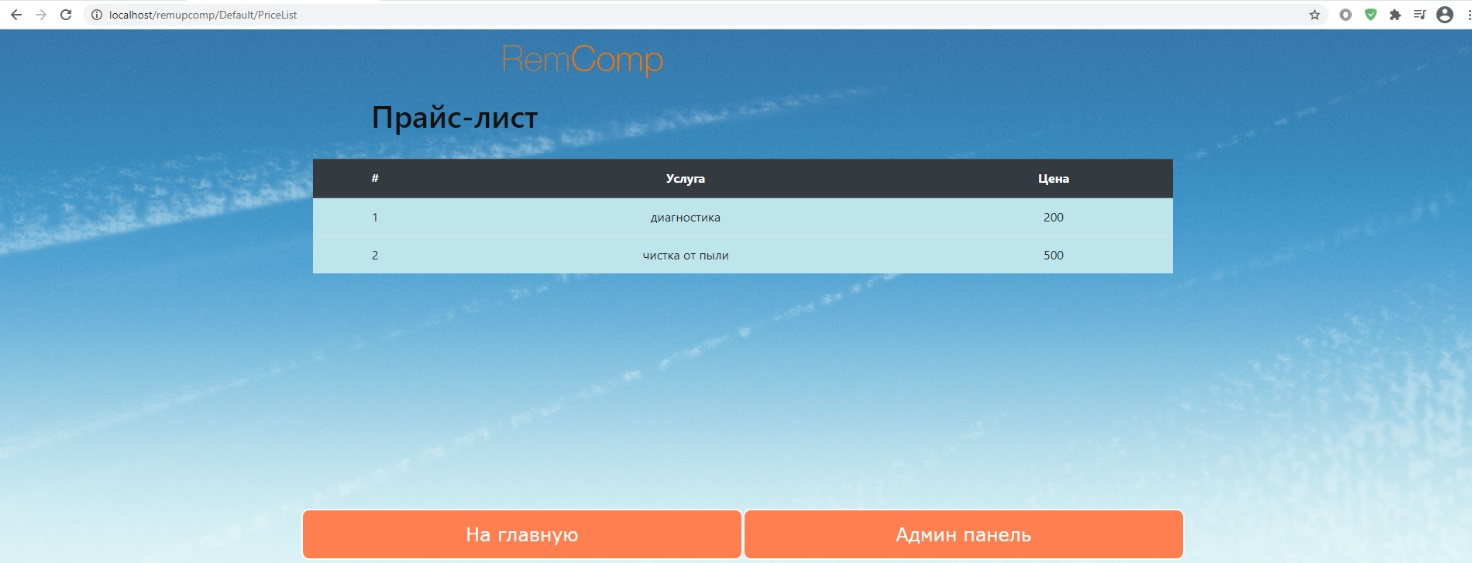 localhost/remupcomp/Default/PriceList
RemComp
Прайс-лист
# Услуга Цена
1 диагностика 200
2 чистка от пыли 500
На главную Админ панель